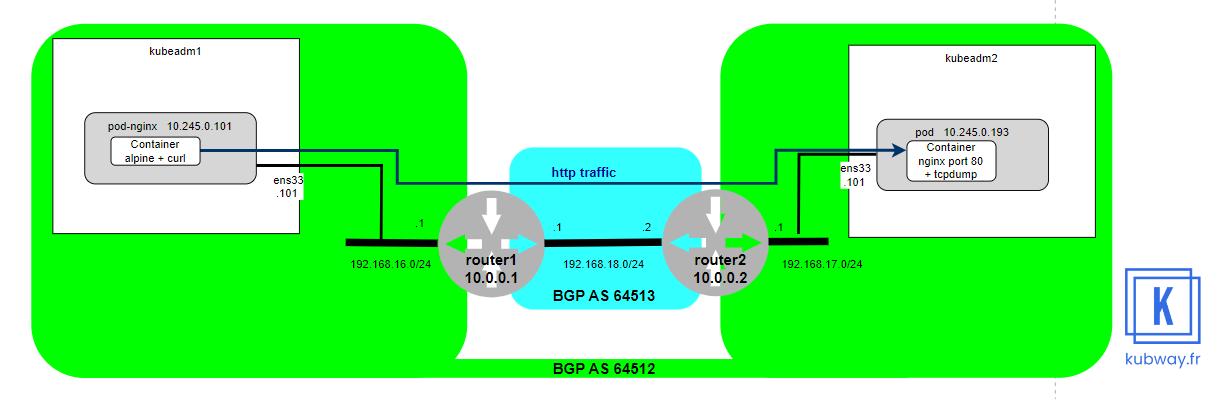 kubeadm1
pod-nginx 10.245.0.101
Container
alpine + curl
ens33
.101
http traffic
kubeadm2
pod 10.245.0.193
Container
nginx port 80
+ tcpdump
ens33
.101
.1
.1
.2
.1
router1
10.0.0.1
router2
10.0.0.2
192.168.16.0/24
192.168.18.0/24
192.168.17.0/24
BGP AS 64513
BGP AS 64512
K
kubway.fr